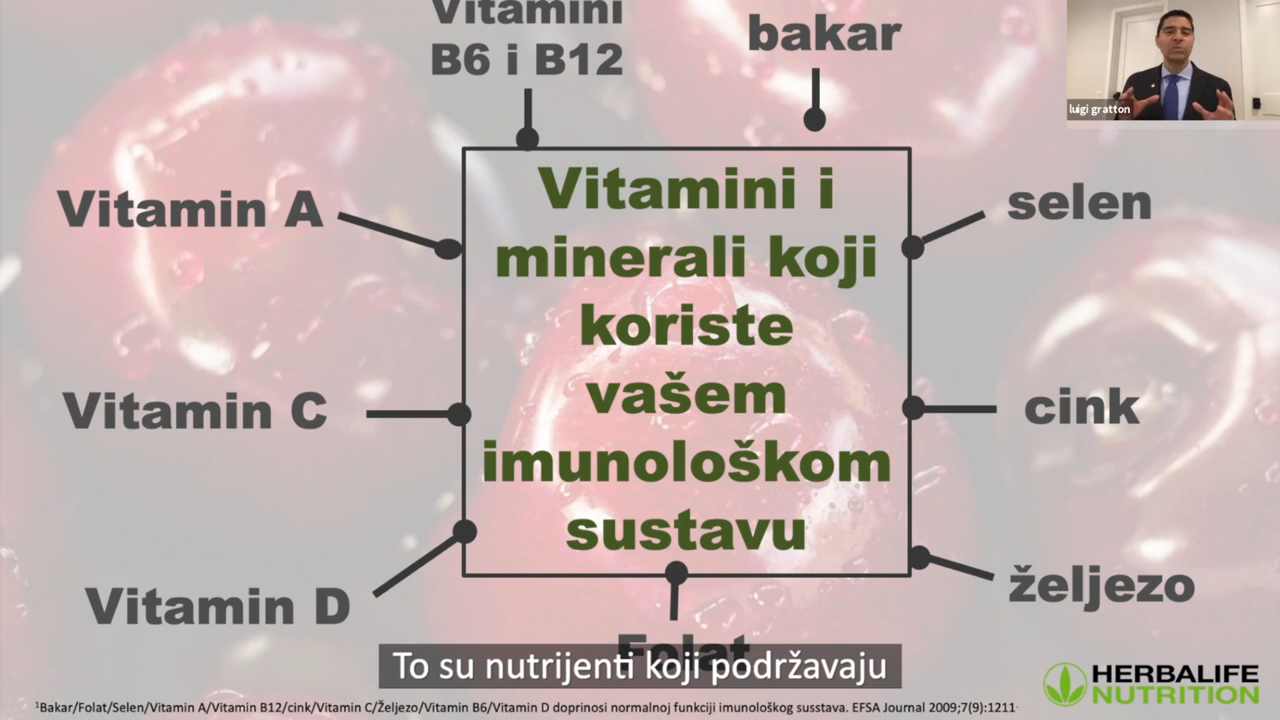 Vitamini
B6 i B12
bakar
luigi gratton
Vitamin A
Vitamini i
minerali koji
koriste
vašem
imunološkom
sustavu
selen
Vitamin C
cink
Vitamin D
željezo
Folat
To su nutrijenti koji podržavaju
HERBALIFE
NUTRITION
¹Bakar/Folat/Selen/Vitamin A/Vitamin B12/cink/Vitamin C/Željezo/Vitamin B6/Vitamin D doprinosi normalnoj funkciji imunološkog susstava. EFSA Journal 2009;7(9):1211